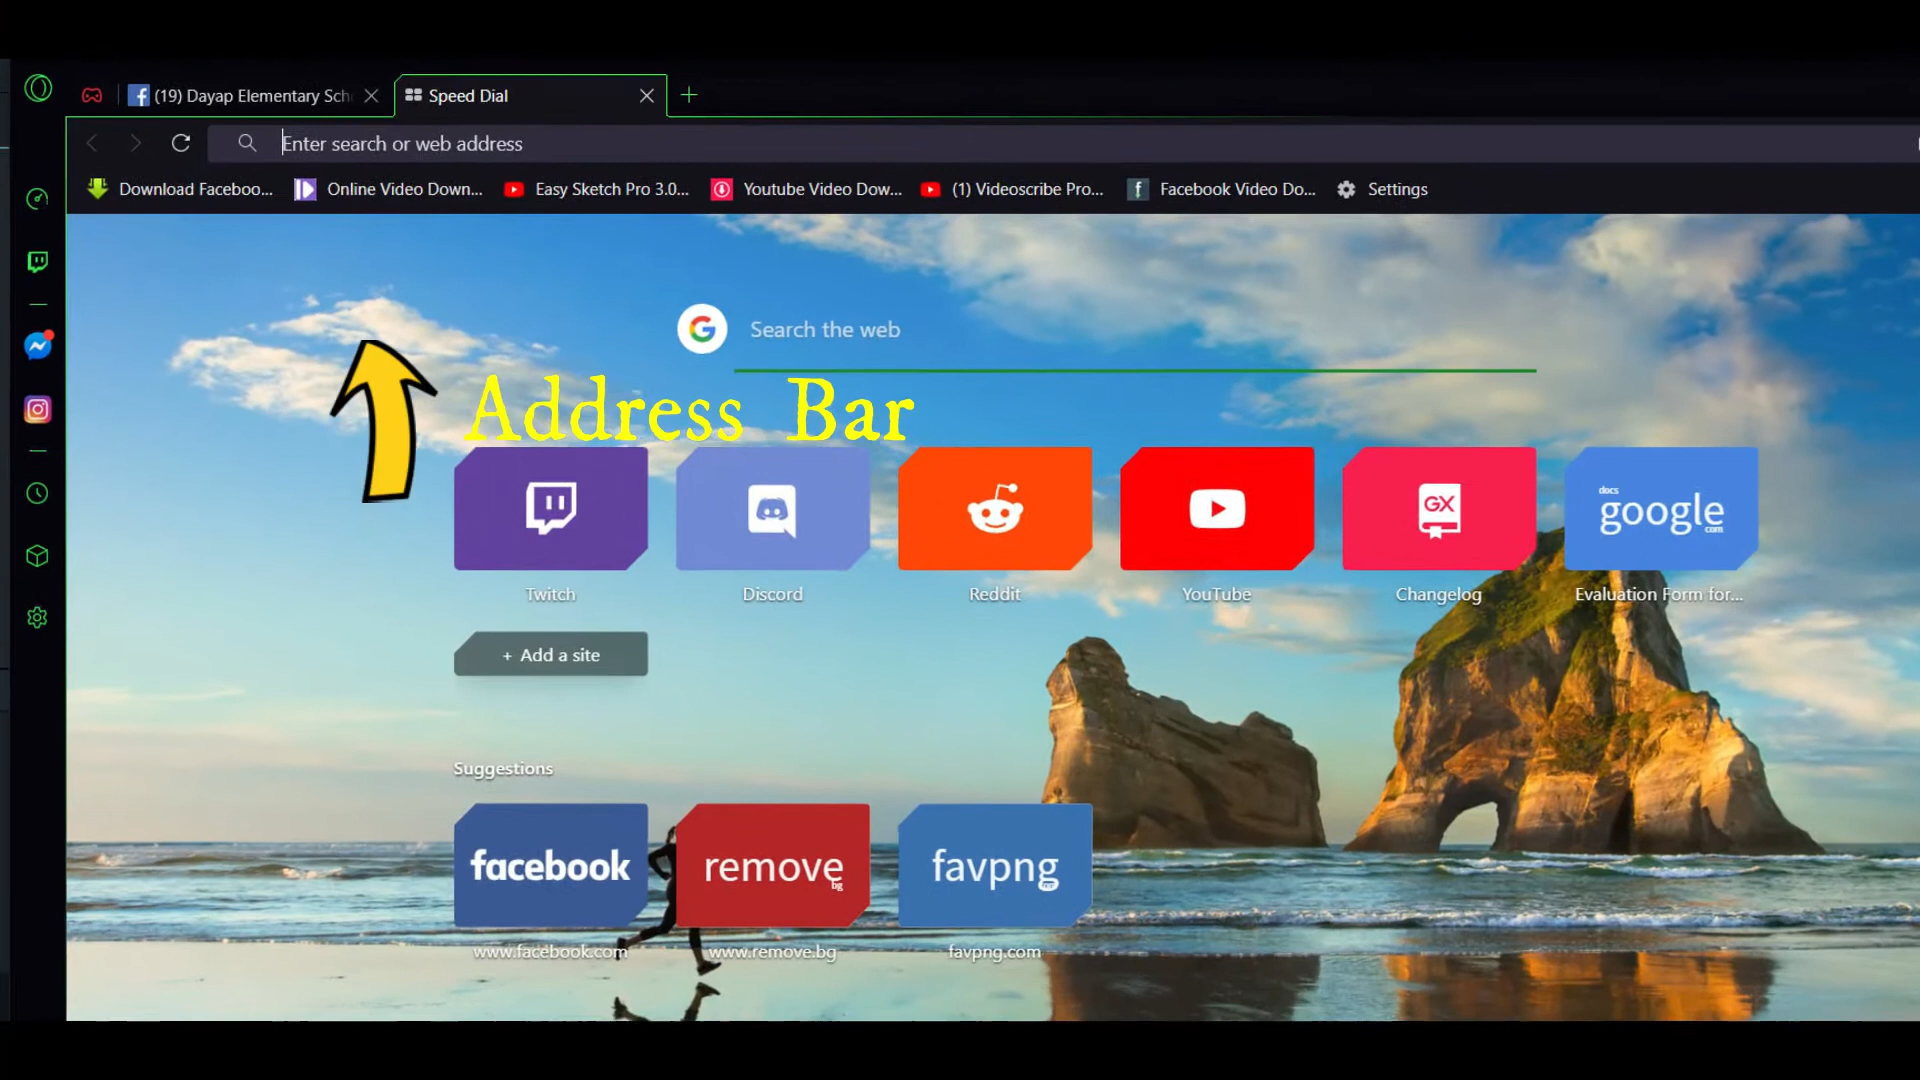 (19) Dayap Elementary Sch
Speed Dial
Enter search or web address
Download Faceboo...
Online Video Down...
Easy Sketch Pro 3.0...
Youtube Video Dow...
(1) Videoscribe Pro...
Facebook Video Do...
Settings
Search the web
Address Bar
GX
docs
google
com
Twitch
Discord
Reddit
YouTube
Changelog
Evaluation Form for...
+ Add a site
Suggestions
facebook
remove
bg
favpng
com
www.facebook.com
www.remove.bg
favpng.com